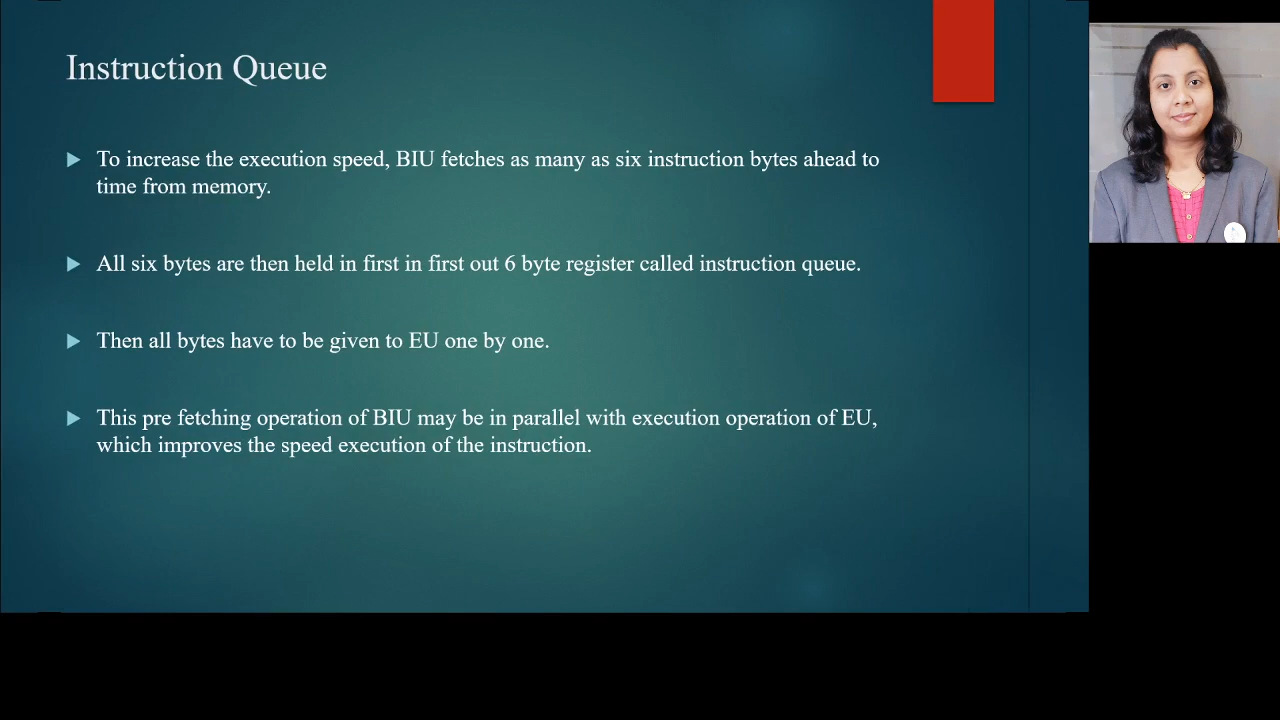 Instruction Queue
To increase the execution speed, BIU fetches as many as six instruction bytes ahead to
time from memory.
All six bytes are then held in first in first out 6 byte register called instruction queue.
Then all bytes have to be given to EU one by one.
This pre fetching operation of BIU may be in parallel with execution operation of EU,
which improves the speed execution of the instruction.